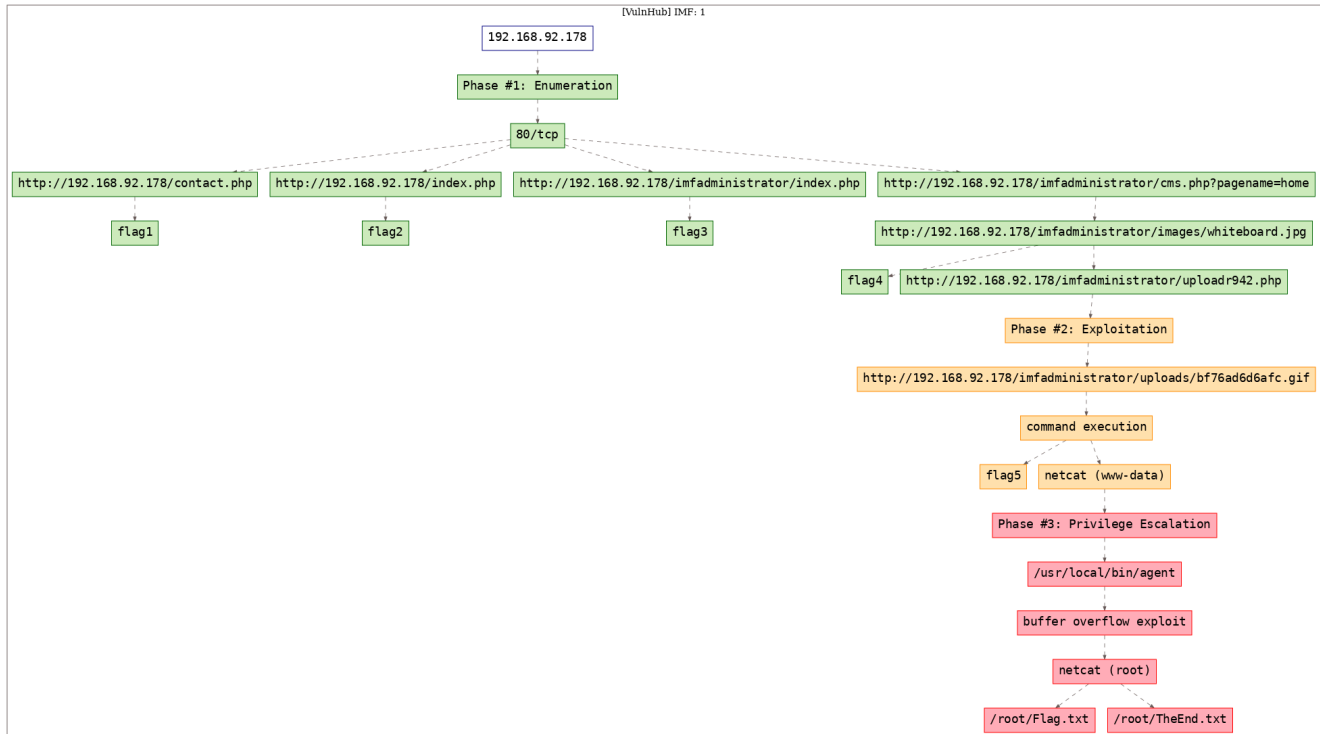 [VulnHub] IMF: 1
192.168.92.178
Phase #1: Enumeration
80/tcp
http://192.168.92.178/contact.php
http://192.168.92.178/index.php
http://192.168.92.178/imfadministrator/index.php
http://192.168.92.178/imfadministrator/cms.php?pagename=home
flag1
flag2
flag3
http://192.168.92.178/imfadministrator/images/whiteboard.jpg
flag4
http://192.168.92.178/imfadministrator/uploadr942.php
Phase #2: Exploitation
http://192.168.92.178/imfadministrator/uploads/bf76ad6d6afc.gif
command execution
flag5
netcat (www-data)
Phase #3: Privilege Escalation
/usr/local/bin/agent
buffer overflow exploit
netcat (root)
/root/Flag.txt
/root/TheEnd.txt